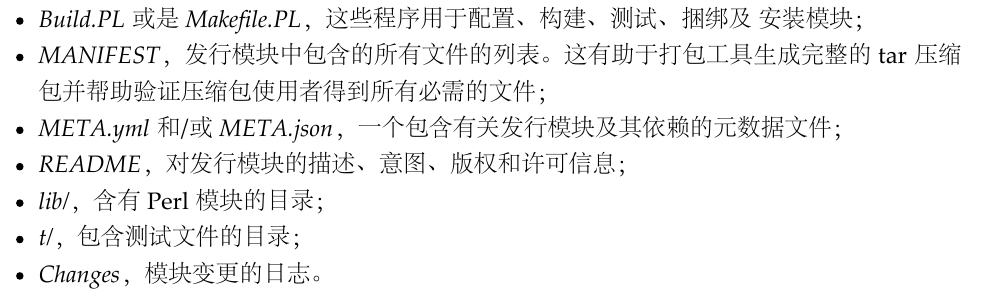 • Build.PL 或是 Makefile.PL，这些程序用于配置、构建、测试、捆绑及 安装模块；
• MANIFEST，发行模块中包含的所有文件的列表。这有助于打包工具生成完整的 tar 压缩
包并帮助验证压缩包使用者得到所有必需的文件；
• META.yml 和/或 META.json，一个包含有关发行模块及其依赖的元数据文件；
• README，对发行模块的描述、意图、版权和许可信息；
• lib/，含有 Perl 模块的目录；
• t/，包含测试文件的目录；
• Changes，模块变更的日志。